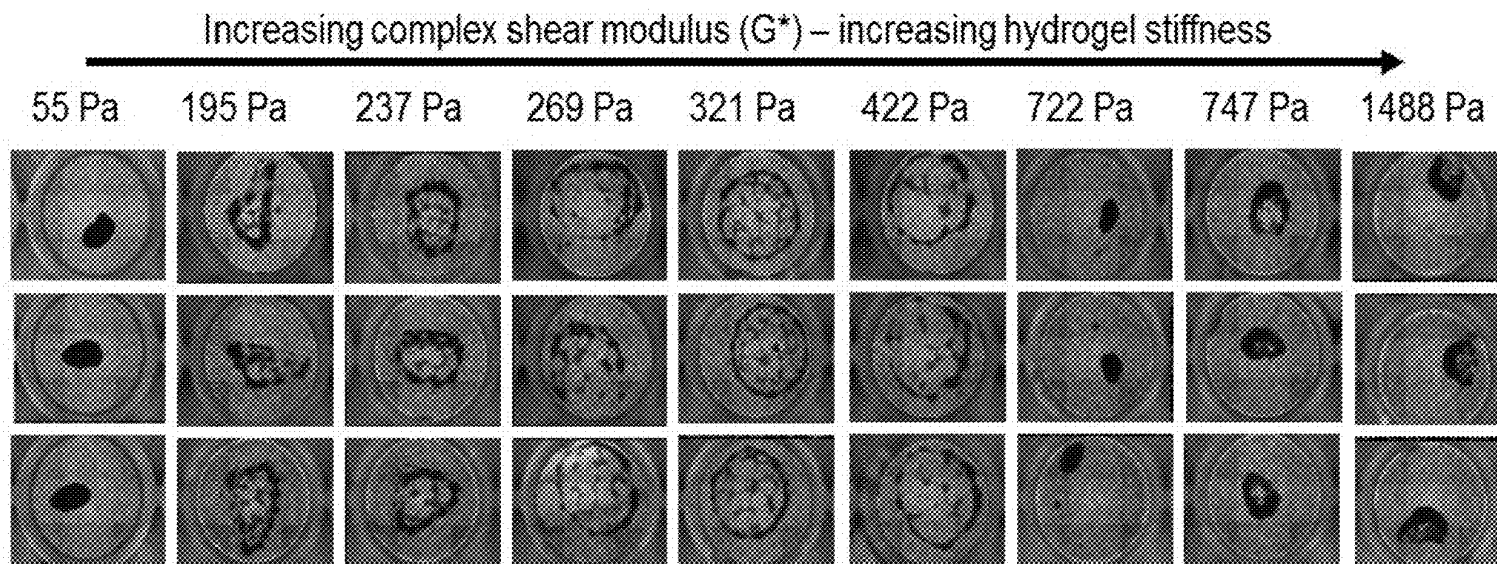 Increasing complex shear modulus (G*) – increasing hydrogel stiffness
55 Pa 195 Pa 237 Pa 269 Pa 321 Pa 422 Pa 722 Pa 747 Pa 1488 Pa